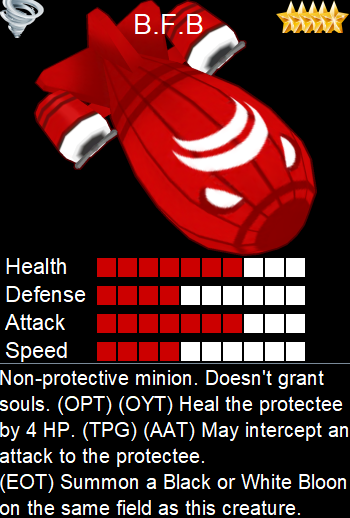 B.F.B
Health
Defense
Attack
Speed
Non-protective minion. Doesn't grant
souls. (OPT) (OYT) Heal the protectee
by 4 HP. (TPG) (AAT) May intercept an
attack to the protectee.
(EOT) Summon a Black or White Bloon
on the same field as this creature.